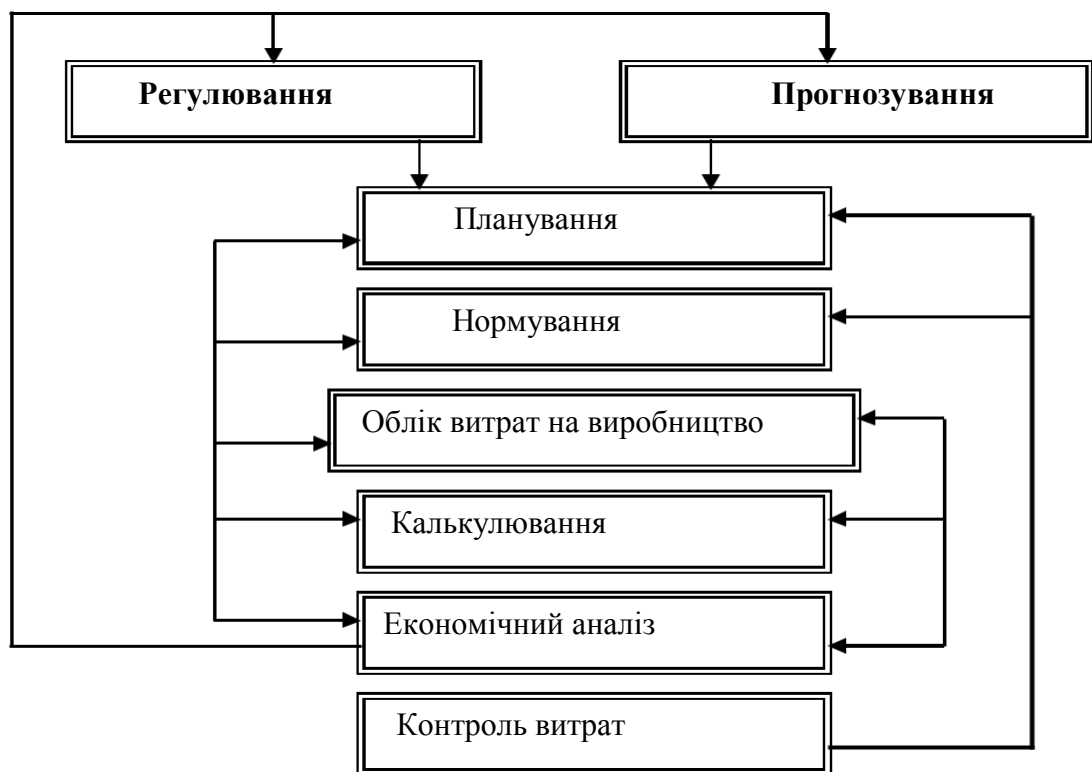 Регулювання
Прогнозування
Планування
Нормування
Облік витрат на виробництво
Калькулювання
Економічний аналіз
Контроль витрат